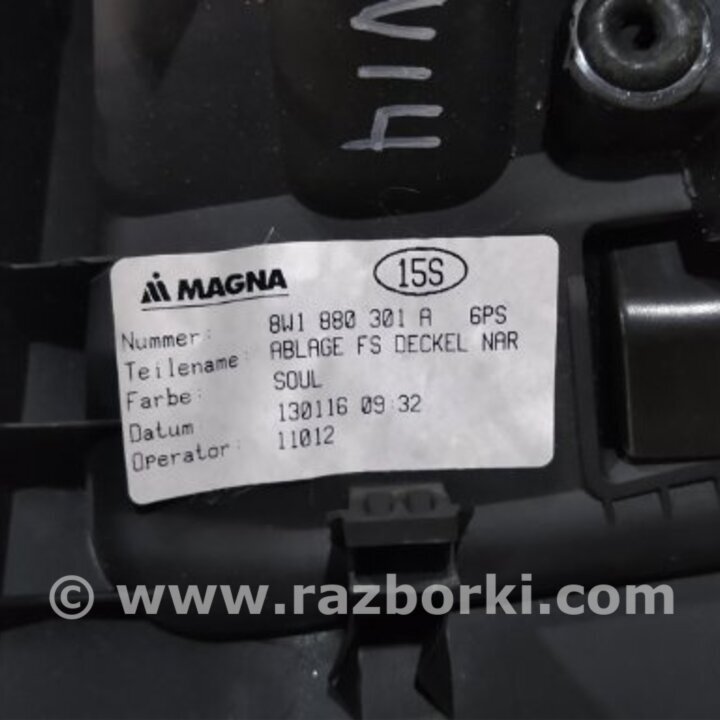 VI4
MAGNA 15S
Nummer: 8W1 880 301 A 6PS
Teilename: ABLAGE FS DECKEL NAR
Farbe: SOUL
Datum 130116 09:32
Operator: 11012
© www.razborki.com